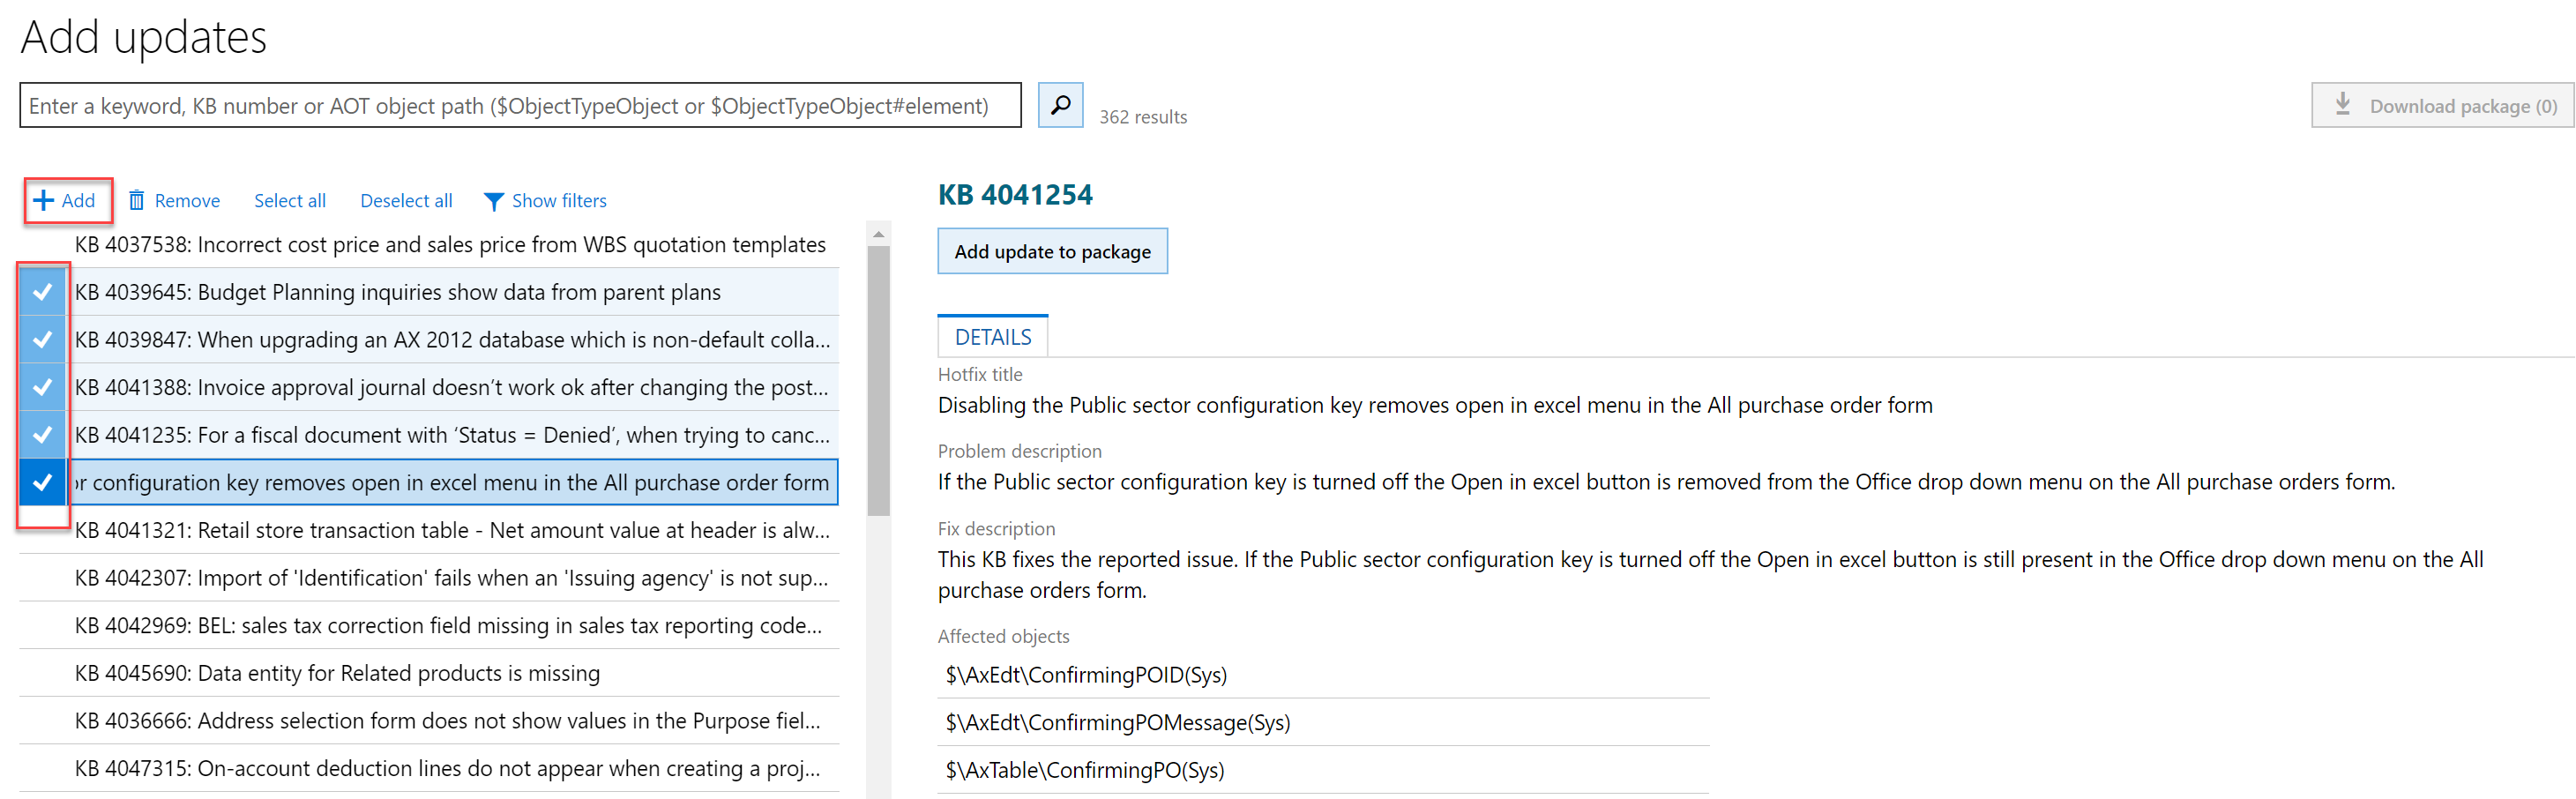 Add updates
Enter a keyword, KB number or AOT object path ($ObjectTypeObject or $ObjectTypeObject#element)
362 results
Download package (0)
Add
Remove
Select all
Deselect all
Show filters
KB 4037538: Incorrect cost price and sales price from WBS quotation templates
KB 4039645: Budget Planning inquiries show data from parent plans
KB 4039847: When upgrading an AX 2012 database which is non-default colla...
KB 4041388: Invoice approval journal doesn’t work ok after changing the post...
KB 4041235: For a fiscal document with ‘Status = Denied’, when trying to canc...
or configuration key removes open in excel menu in the All purchase order form
KB 4041321: Retail store transaction table - Net amount value at header is alw...
KB 4042307: Import of 'Identification' fails when an 'Issuing agency' is not sup...
KB 4042969: BEL: sales tax correction field missing in sales tax reporting code...
KB 4045690: Data entity for Related products is missing
KB 4036666: Address selection form does not show values in the Purpose fiel...
KB 4047315: On-account deduction lines do not appear when creating a proj...
KB 4041254
Add update to package
DETAILS
Hotfix title
Disabling the Public sector configuration key removes open in excel menu in the All purchase order form
Problem description
If the Public sector configuration key is turned off the Open in excel button is removed from the Office drop down menu on the All purchase orders form.
Fix description
This KB fixes the reported issue. If the Public sector configuration key is turned off the Open in excel button is still present in the Office drop down menu on the All
purchase orders form.
Affected objects
$\AxEdt\ConfirmingPOID(Sys)
$\AxEdt\ConfirmingPOMessage(Sys)
$\AxTable\ConfirmingPO(Sys)